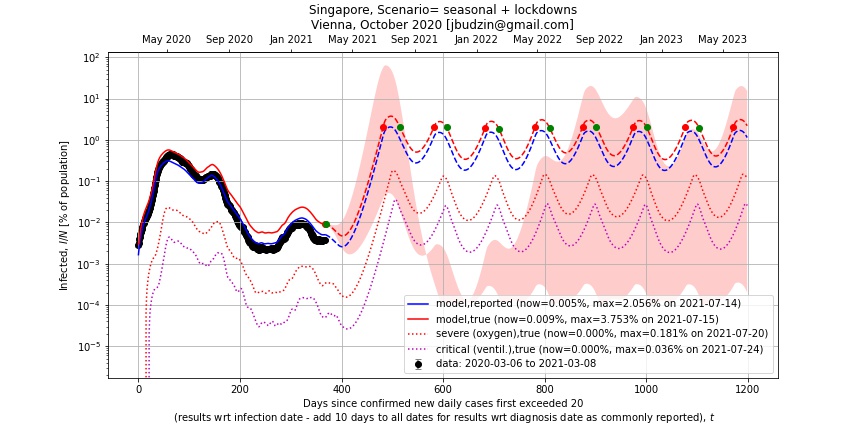 Singapore, Scenario= seasonal + lockdowns
Vienna, October 2020 [jbudzin@gmail.com]
May 2020 Sep 2020 Jan 2021 May 2021 Sep 2021 Jan 2022 May 2022 Sep 2022 Jan 2023 May 2023
10²
10¹
10⁰
10⁻¹
10⁻²
10⁻³
10⁻⁴
10⁻⁵
Infected, I/N [% of population]
model,reported (now=0.005%, max=2.056% on 2021-07-14)
model,true (now=0.009%, max=3.753% on 2021-07-15)
severe (oxygen),true (now=0.000%, max=0.181% on 2021-07-20)
critical (ventil.),true (now=0.000%, max=0.036% on 2021-07-24)
data: 2020-03-06 to 2021-03-08
0 200 400 600 800 1000 1200
Days since confirmed new daily cases first exceeded 20
(results wrt infection date - add 10 days to all dates for results wrt diagnosis date as commonly reported), t